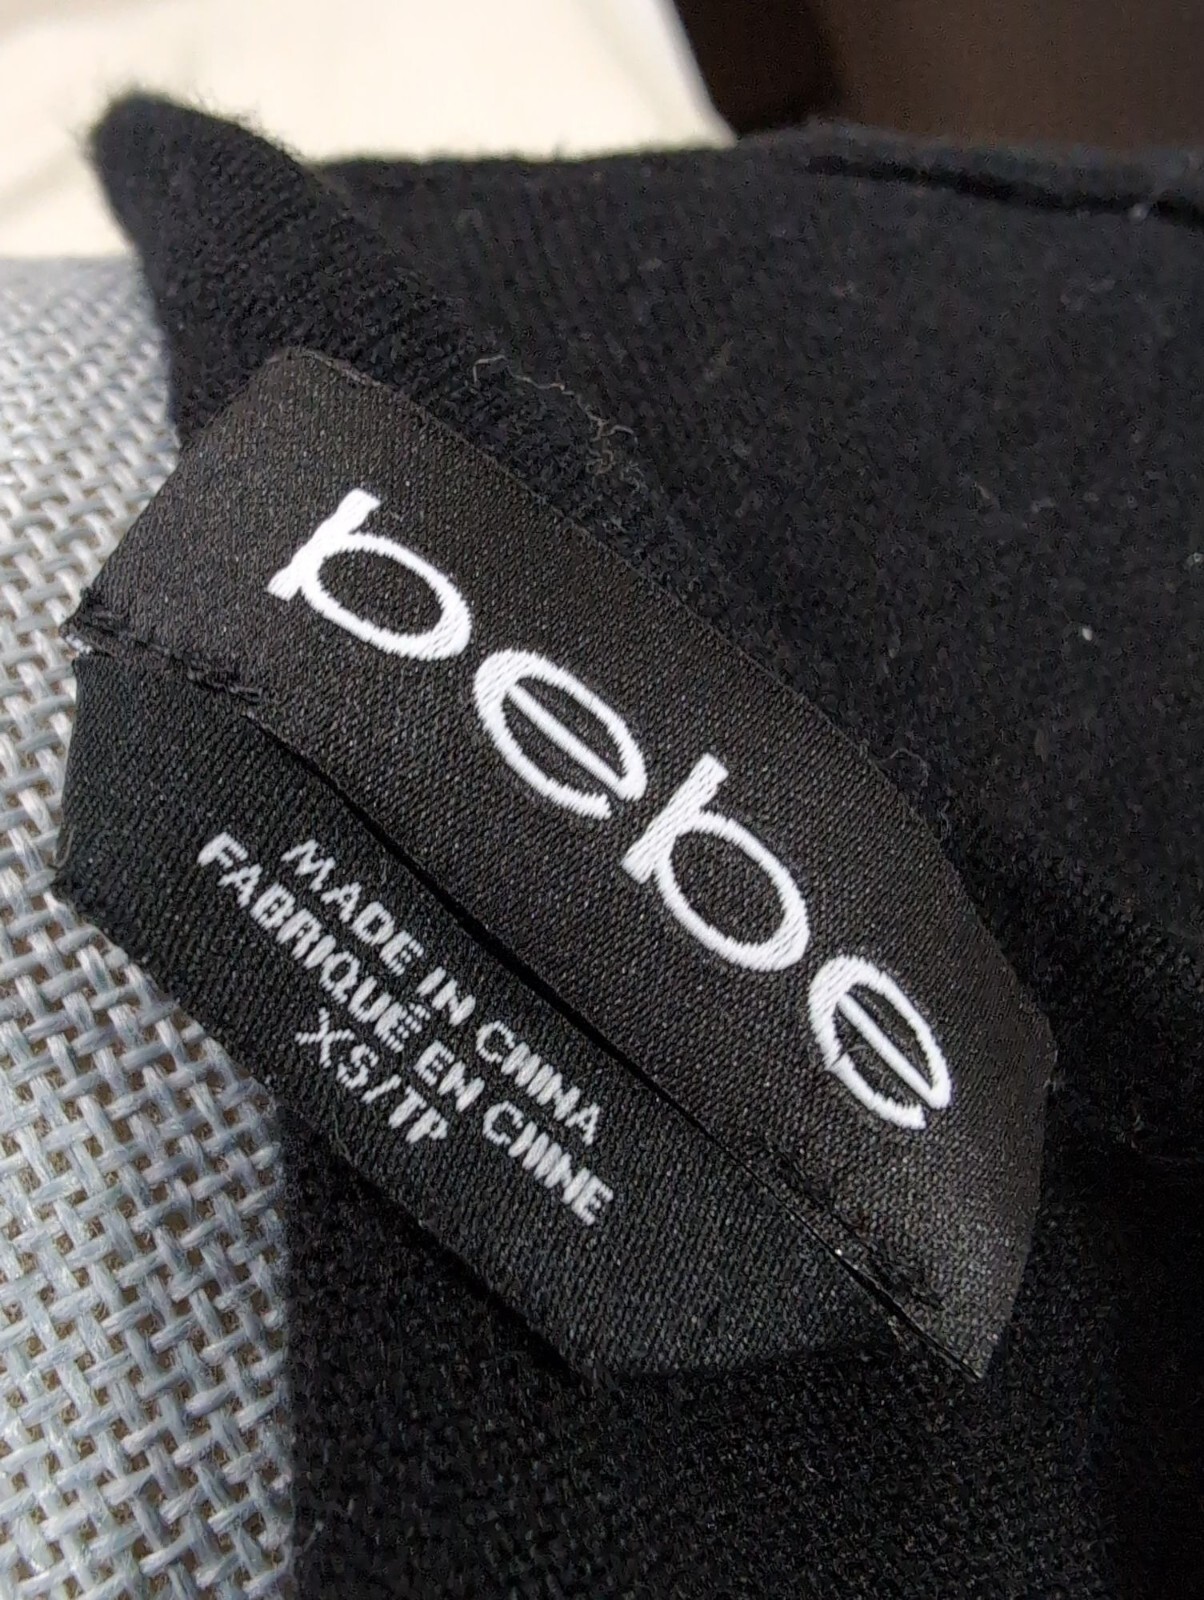 bebe
MADE IN CHINA
FABRIQUÉ EN CHINE
XS/TP